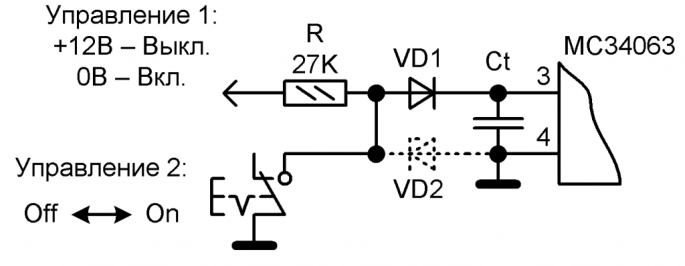 Управление 1:
+12В – Выкл.
0В – Вкл.
R
27K
VD1
Ct
MC34063
3
4
VD2
Управление 2:
Off On